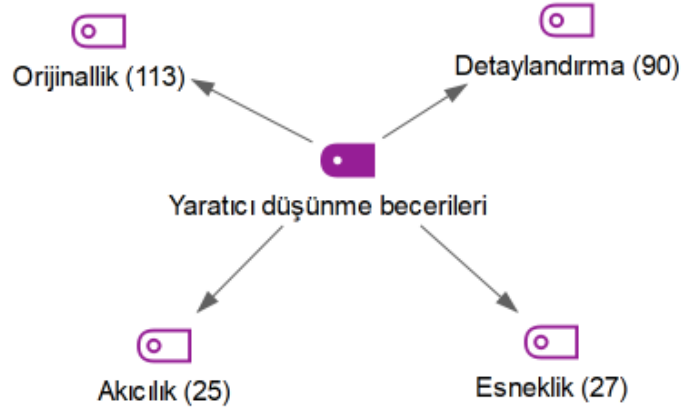 Orijinallik (113)
Detaylandırma (90)
Yaratıcı düşünme becerileri
Akıcılık (25)
Esneklik (27)